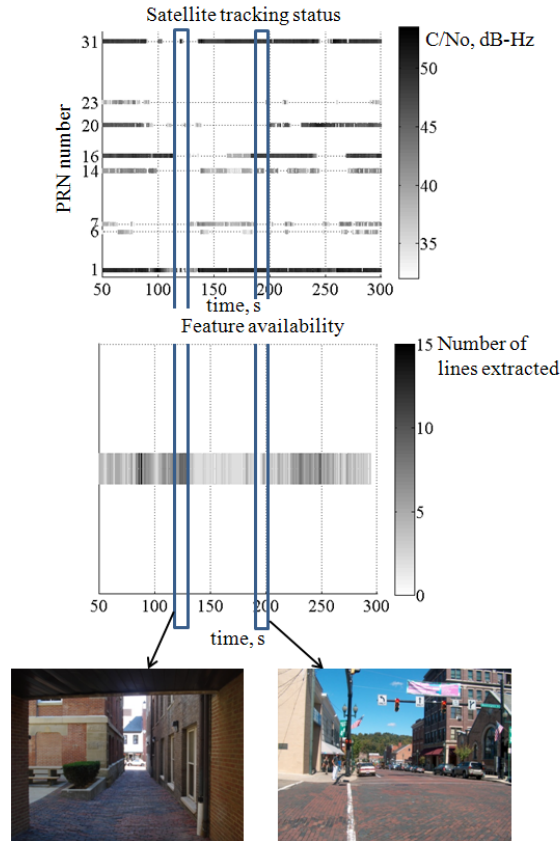 Satellite tracking status
C/No, dB-Hz
PRN number
31
23
20
16
14
7
6
1
50
45
40
35
50 100 150 200 250 300
time, s
Feature availability
Number of
lines extracted
15
10
5
0
50 100 150 200 250 300
time, s